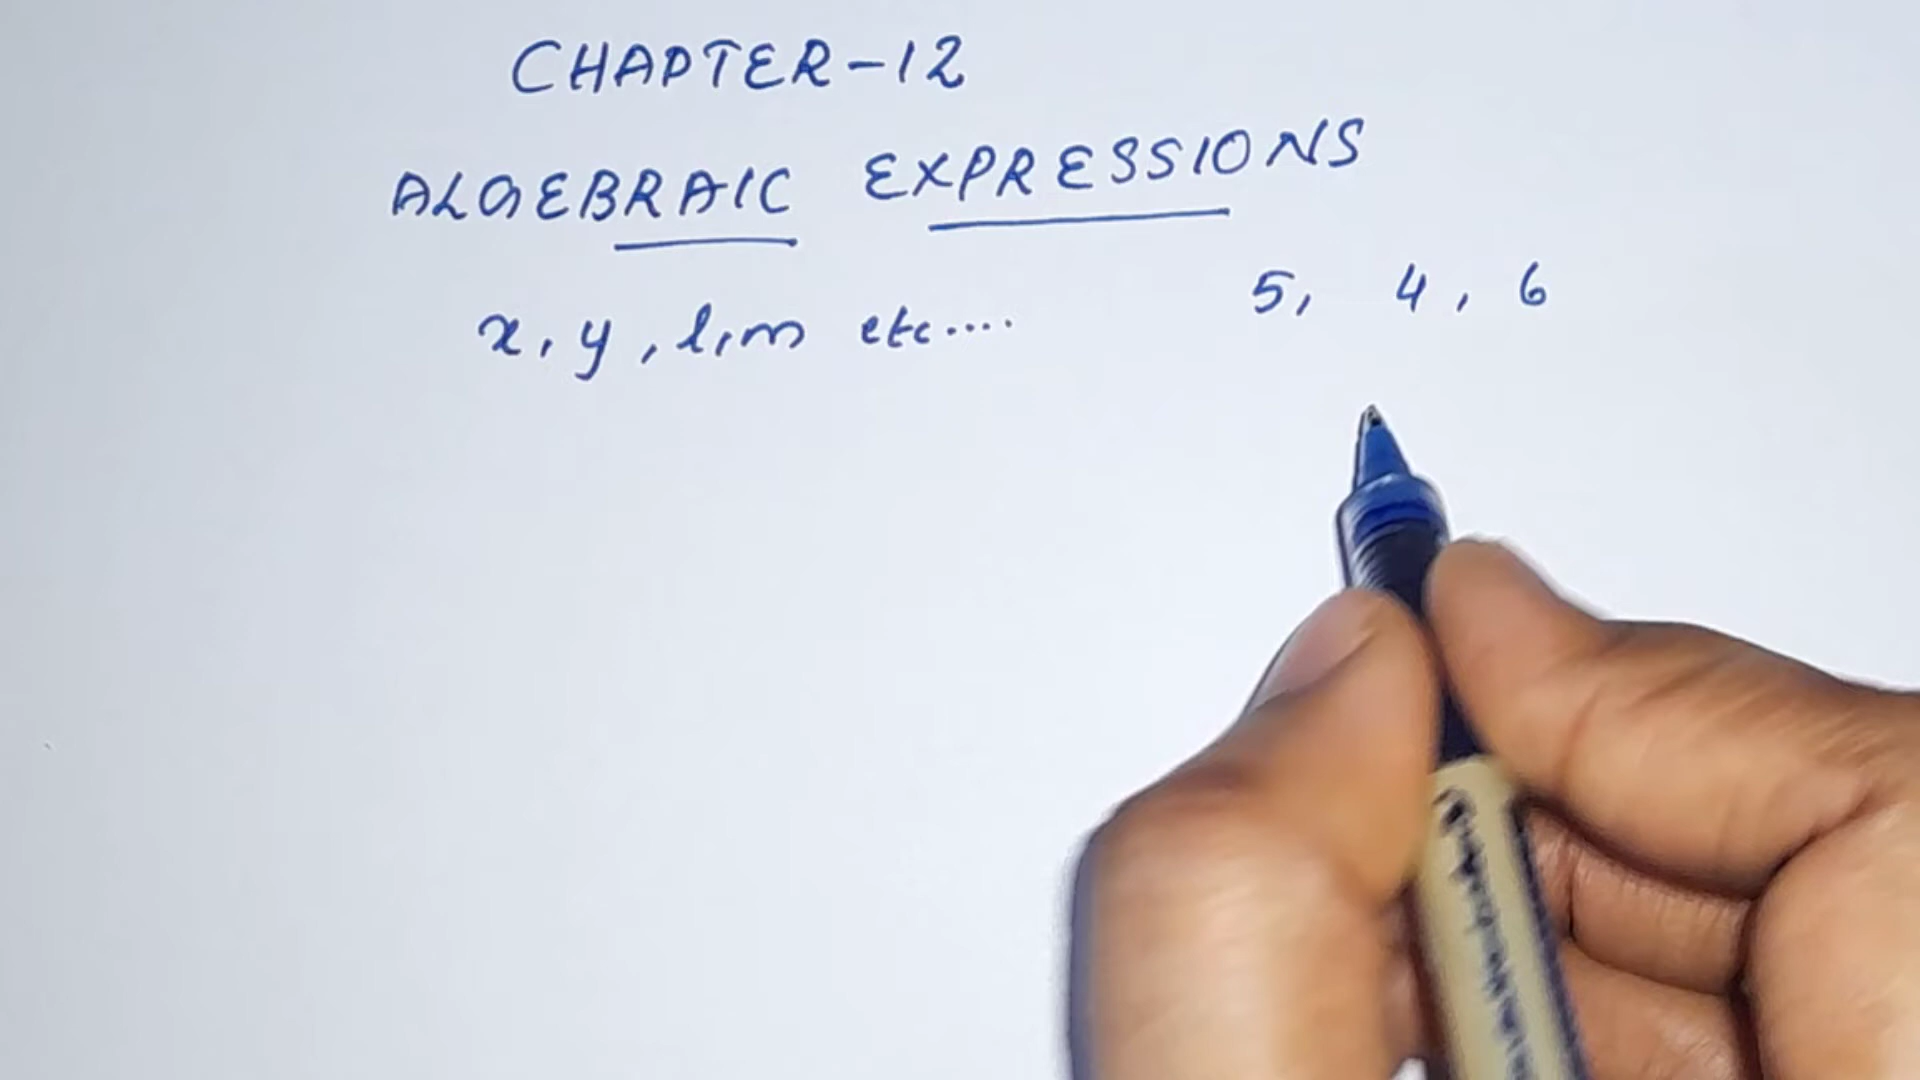 CHAPTER-12
ALGEBRAIC EXPRESSIONS
x, y, l, m etc.... 5, 4, 6